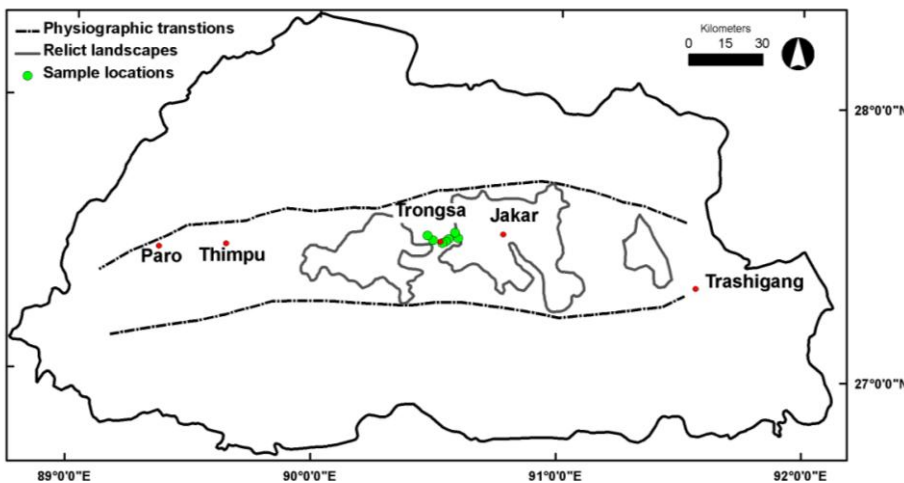 Physiographic transtions
Relict landscapes
Sample locations
Kilometers
0 15 30
28°0'0"N
Trongsa
Jakar
Paro
Thimpu
Trashigang
27°0'0"N
89°0'0"E
90°0'0"E
91°0'0"E
92°0'0"E